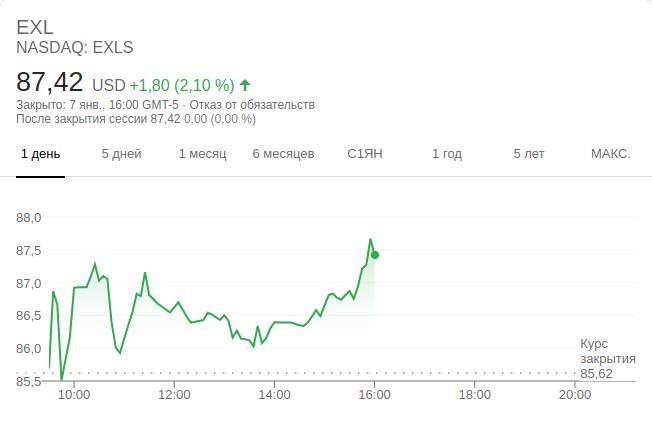 EXL
NASDAQ: EXLS
87,42 USD +1,80 (2,10 %)
Закрыто: 7 янв., 16:00 GMT-5 · Отказ от обязательств
После закрытия сессии 87,42 0,00 (0,00 %)
1 день 5 дней 1 месяц 6 месяцев С1ЯН 1 год 5 лет МАКС.
88,0
87,5
87,0
86,5
86,0
85,5
Курс
закрытия
85,62
10:00 12:00 14:00 16:00 18:00 20:00